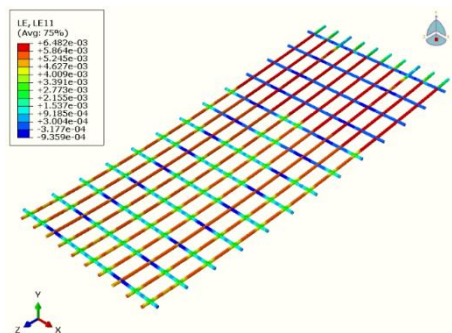 LE, LE11
(Avg: 75%)
+6.482e-03
+5.864e-03
+5.245e-03
+4.627e-03
+4.009e-03
+3.391e-03
+2.773e-03
+2.155e-03
+1.537e-03
+9.185e-04
+3.004e-04
-3.177e-04
-9.359e-04
Y
Z
X